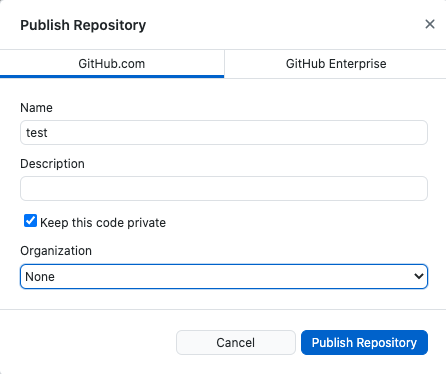 Publish Repository
GitHub.com
GitHub Enterprise
Name
test
Description
Keep this code private
Organization
None
Cancel
Publish Repository